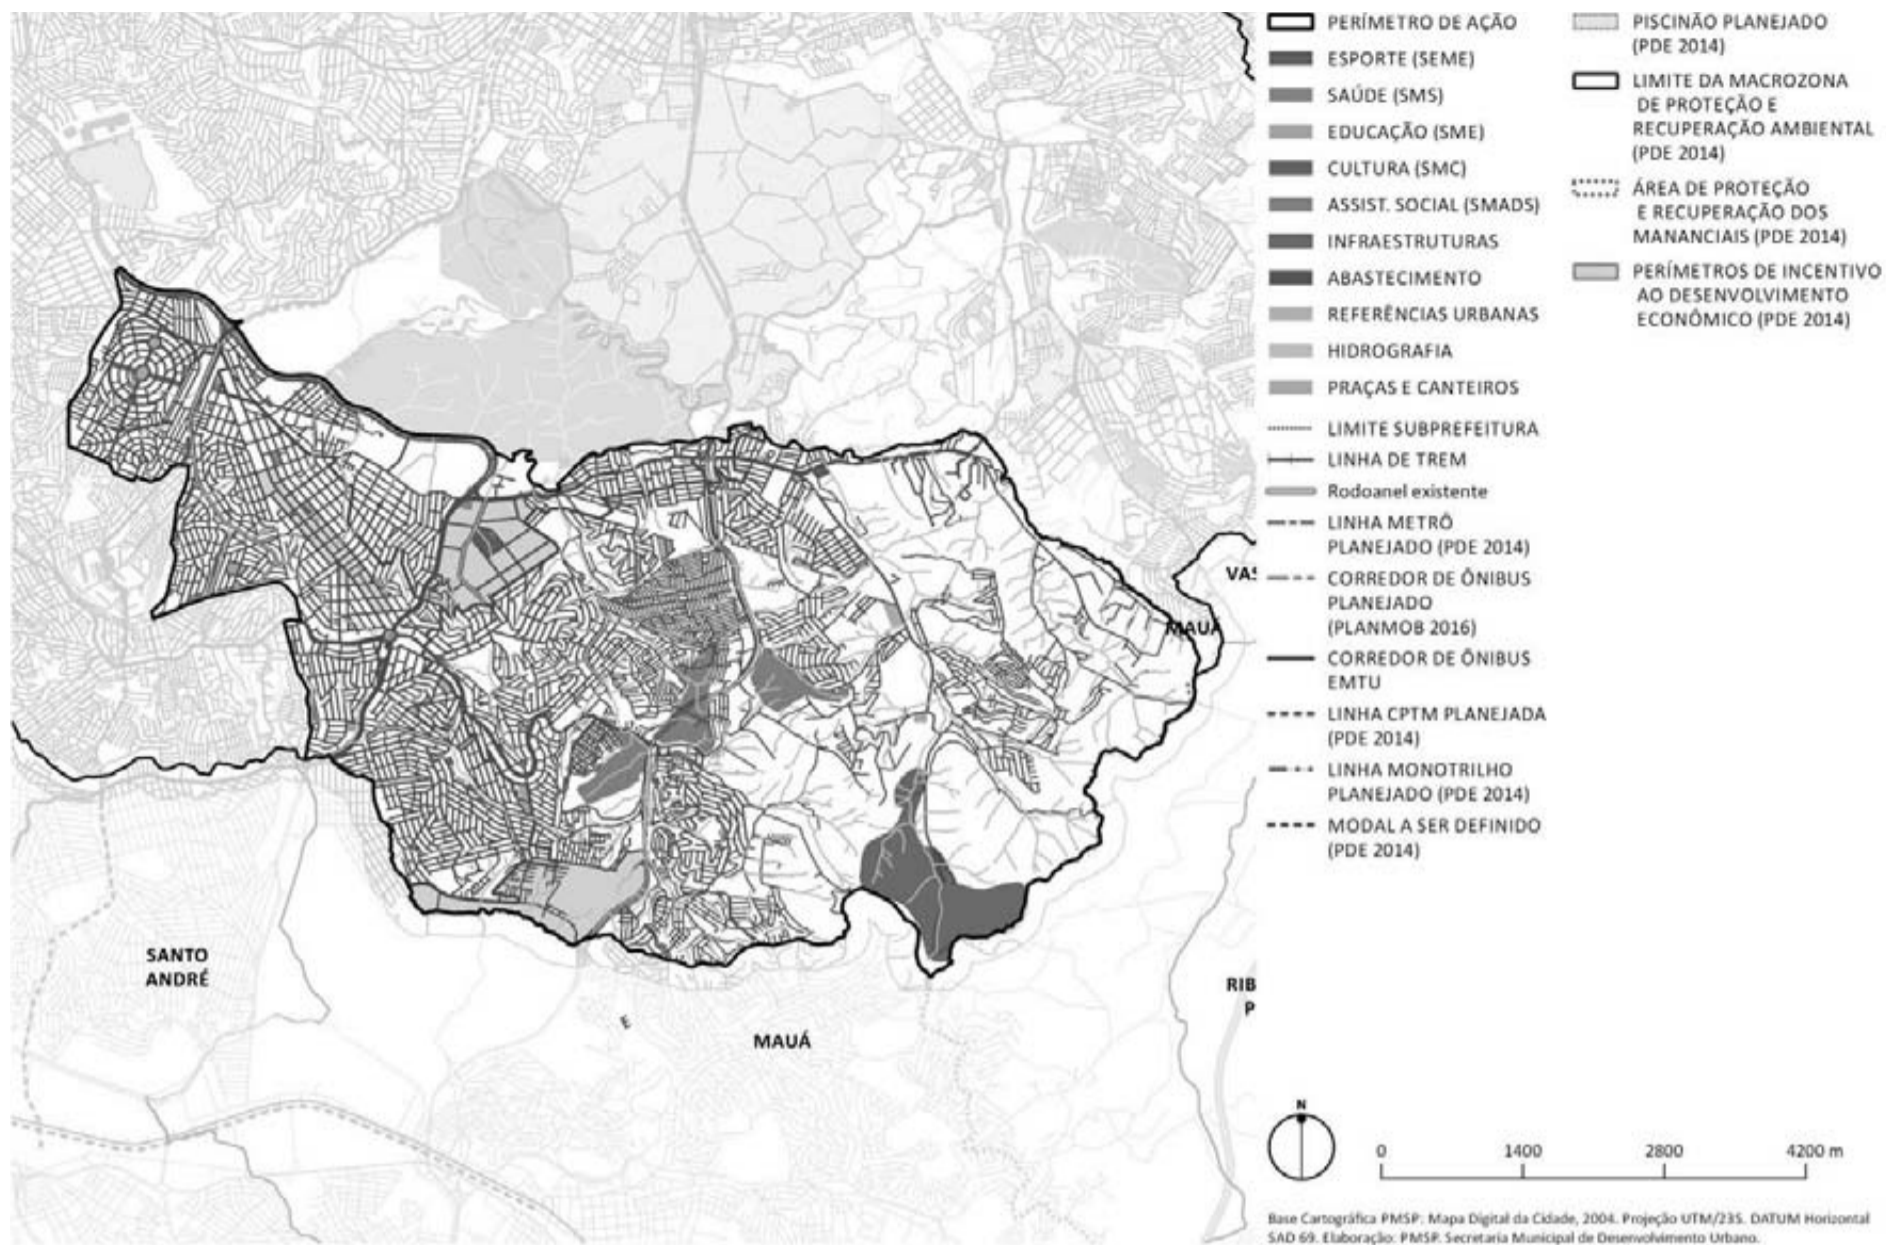 PERÍMETRO DE AÇÃO
ESPORTE (SEME)
SAÚDE (SMS)
EDUCAÇÃO (SME)
CULTURA (SMC)
ASSIST. SOCIAL (SMADS)
INFRAESTRUTURAS
ABASTECIMENTO
REFERÊNCIAS URBANAS
HIDROGRAFIA
PRAÇAS E CANTEIROS
LIMITE SUBPREFEITURA
LINHA DE TREM
Rodoanel existente
LINHA METRÔ
PLANEJADO (PDE 2014)
CORREDOR DE ÔNIBUS
PLANEJADO
(PLANMOB 2016)
CORREDOR DE ÔNIBUS
EMTU
LINHA CPTM PLANEJADA
(PDE 2014)
LINHA MONOTRILHO
PLANEJADO (PDE 2014)
MODAL A SER DEFINIDO
(PDE 2014)
PISCINÃO PLANEJADO
(PDE 2014)
LIMITE DA MACROZONA
DE PROTEÇÃO E
RECUPERAÇÃO AMBIENTAL
(PDE 2014)
ÁREA DE PROTEÇÃO
E RECUPERAÇÃO DOS
MANANCIAIS (PDE 2014)
PERÍMETROS DE INCENTIVO
AO DESENVOLVIMENTO
ECONÔMICO (PDE 2014)
VAS
MAUÁ
SANTO
ANDRÉ
RIB
P
E
MAUÁ
N
0 1400 2800 4200 m
Base Cartográfica PMSP: Mapa Digital da Cidade, 2004. Projeção UTM/23S. DATUM Horizontal
SAD 69. Elaboração: PMSP. Secretaria Municipal de Desenvolvimento Urbano.